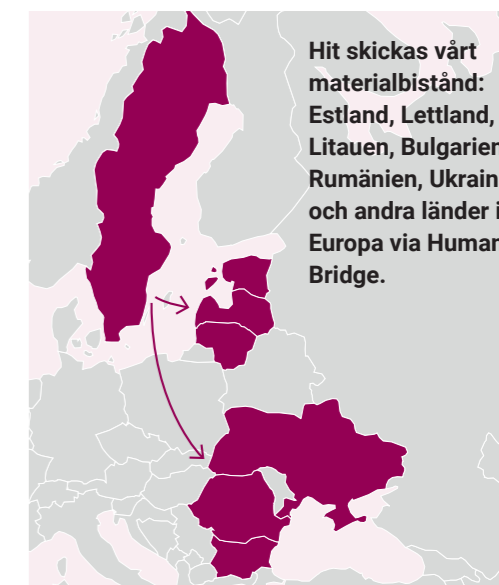 Hit skickas vårt
materialbistånd:
Estland, Lettland,
Litauen, Bulgarien
Rumänien, Ukrain
och andra länder i
Europa via Human
Bridge.